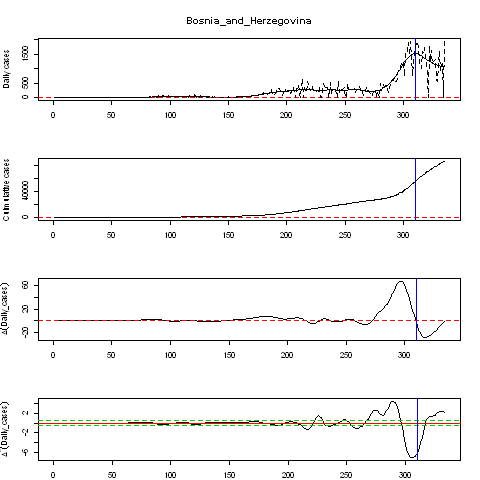 Bosnia_and_Herzegovina
Daily cases
0 500 1500
0 50 100 150 200 250 300
Cumulative cases
0 40000
0 50 100 150 200 250 300
Δ(Daily_cases)
-20 20 60
0 50 100 150 200 250 300
Δ²(Daily_cases)
-6 -2 2
0 50 100 150 200 250 300